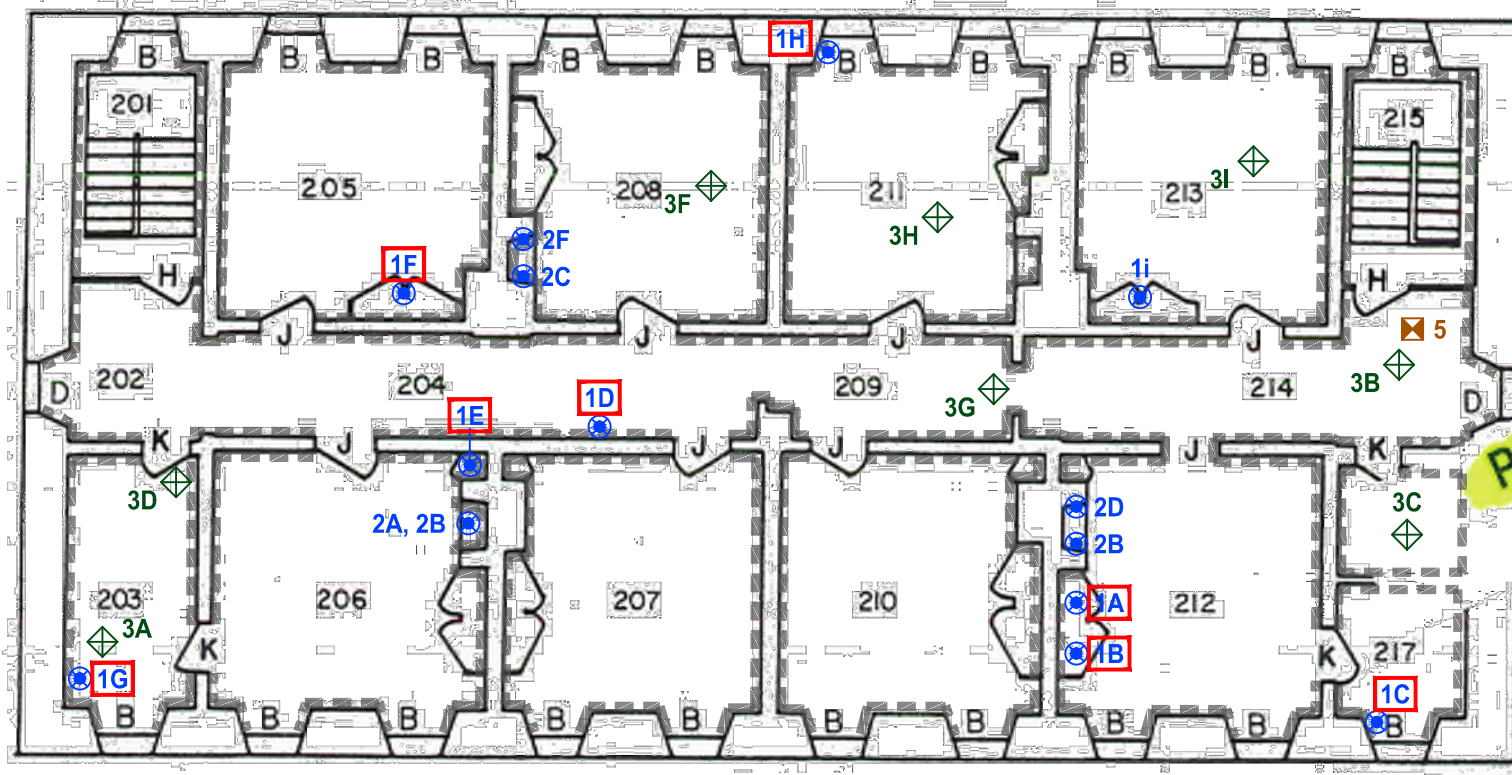 1H
B B B B B B B B
201 215
205 208 3F 211 213 3I
3H
2F
1F 2C 1i
H H
J J J J 5
202 204 209 214 3B
D 1D 3G D
1E
K J J J J K
P
3D 3C
2A, 2B 2D
2B
203 206 207 210 1A 212
3A
K 1B K 217
1G 1C
B B B B B B B B B B